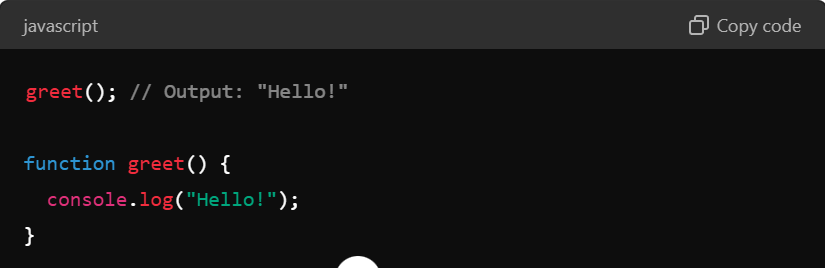 javascript
Copy code
greet(); // Output: "Hello!"
function greet() {
  console.log("Hello!");
}